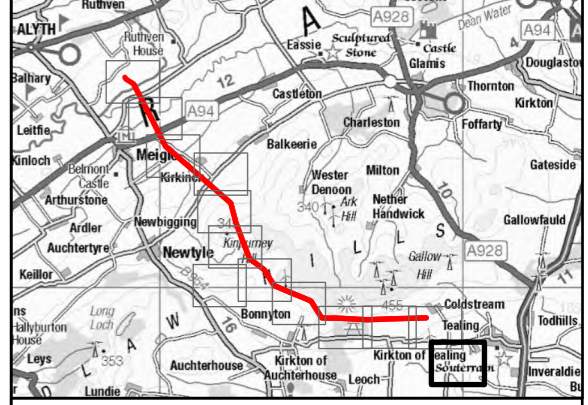 Ruthven
ALYTH
Ruthven House
Balhary
Leitfie
Kinloch
Belmont Castle
Arthurstone
Ardler
Auchtertyre
Keillor
Hallyburton House
Leys
Long Loch
353
Lundie
A94
12
Meigle
Kirkinch
Newbigging
Newtyle
B954
16
Kinpurney Hill
Eassie
Sculptured Stone
Castle
Glamis
A928
Dean Water
A94
4
Douglastown
Castleton
Thornton
Kirkton
Charleston
Foffarty
Balkeerie
Milton
Gateside
Wester Denoon
340
Ark Hill
Nether Handwick
10
Gallowfauld
Gallow Hill
A928
11
455
Bonnyton
Coldstream
Tealing
Todhills
Auchterhouse
Kirkton of Auchterhouse
Leoch
Kirkton of Tealing
Souterrain
Inveraldie
A
R
I
L
L
S
D
L
A
W